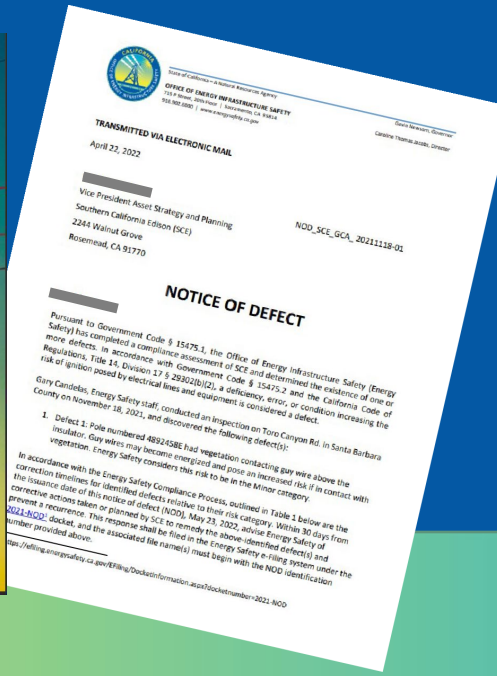 CALIFORNIA
State of California – A Natural Resources Agency
Gavin Newsom, Governor
OFFICE OF ENERGY INFRASTRUCTURE SAFETY
715 P Street, 20th Floor | Sacramento, CA 95814
916.902.6000 | www.energysafety.ca.gov
Caroline Thomas Jacobs, Director
TRANSMITTED VIA ELECTRONIC MAIL
April 22, 2022
Vice President Asset Strategy and Planning
Southern California Edison (SCE)
NOD_SCE_GCA_ 20211118-01
2244 Walnut Grove
Rosemead, CA 91770
NOTICE OF DEFECT
Pursuant to Government Code § 15475.1, the Office of Energy Infrastructure Safety (Energy
Safety) has completed a compliance assessment of SCE and determined the existence of one or
more defects. In accordance with Government Code § 15475.2 and the California Code of
Regulations, Title 14, Division 17 § 29302(b)(2), a deficiency, error, or condition increasing the
risk of ignition posed by electrical lines and equipment is considered a defect.
Gary Candelas, Energy Safety staff, conducted an inspection on Toro Canyon Rd. in Santa Barbara
County on November 18, 2021, and discovered the following defect(s):
1. Defect 1: Pole numbered 4892458E had vegetation contacting guy wire above the
insulator. Guy wires may become energized and pose an increased risk if in contact with
vegetation. Energy Safety considers this risk to be in the Minor category.
In accordance with the Energy Safety Compliance Process, outlined in Table 1 below are the
correction timelines for identified defects relative to their risk category. Within 30 days from
the issuance date of this notice of defect (NOD), May 23, 2022, advise Energy Safety of
corrective actions taken or planned by SCE to remedy the above-identified defect(s) and
prevent a recurrence. This response shall be filed in the Energy Safety e-Filing system under the
2021-NOD¹ docket, and the associated file name(s) must begin with the NOD identification
number provided above.
ttps://efiling.energysafety.ca.gov/EFiling/DocketInformation.aspx?docketnumber=2021-NOD